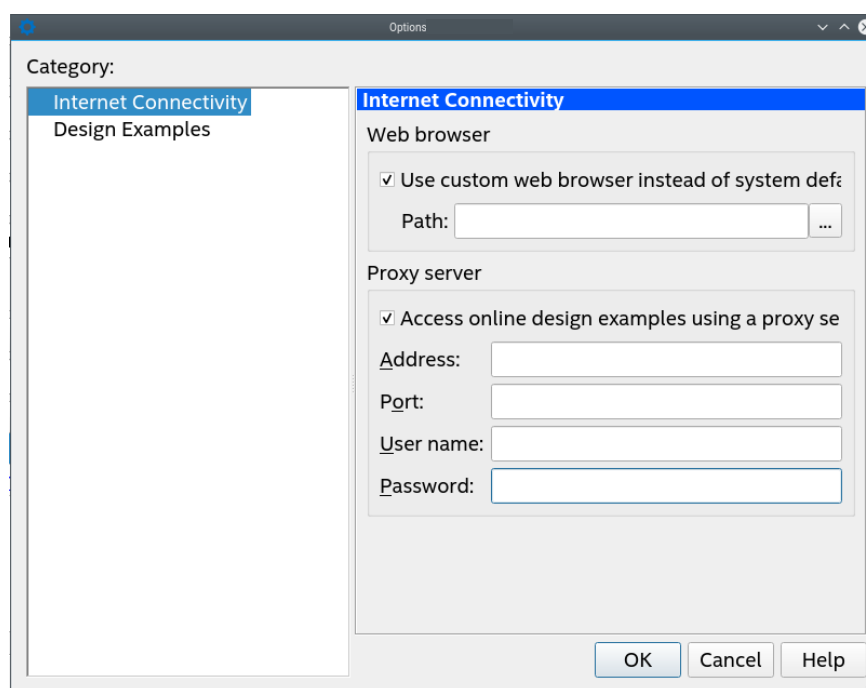 Options
Category:
Internet Connectivity
Design Examples
Internet Connectivity
Web browser
Use custom web browser instead of system defa
Path:
...
Proxy server
Access online design examples using a proxy se
Address:
Port:
User name:
Password:
OK
Cancel
Help